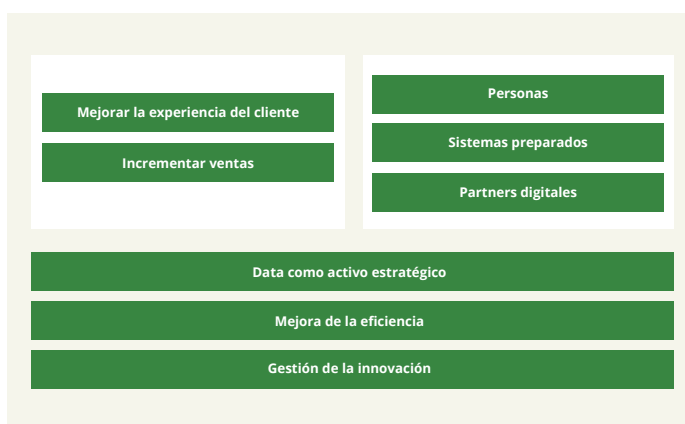 Mejorar la experiencia del cliente
Incrementar ventas
Personas
Sistemas preparados
Partners digitales
Data como activo estratégico
Mejora de la eficiencia
Gestión de la innovación